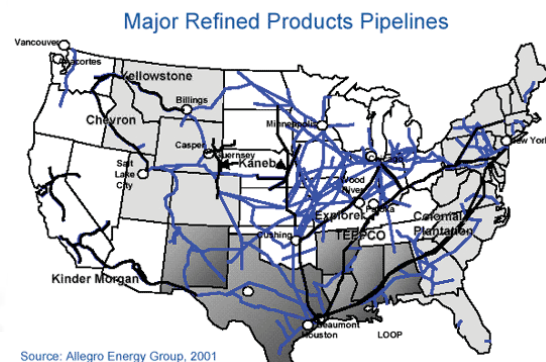 Major Refined Products Pipelines
Vancouver
Anacortes
Yellowstone
Billings
Minneapolis
Chevron
Casper
Guernsey
Kaneb
Salt
Lake
City
New York
Wood
River
Explorer
Colonial
Plantation
TEPPCO
Cushing
Kinder Morgan
Beaumont
Houston
LOOP
Source: Allegro Energy Group, 2001